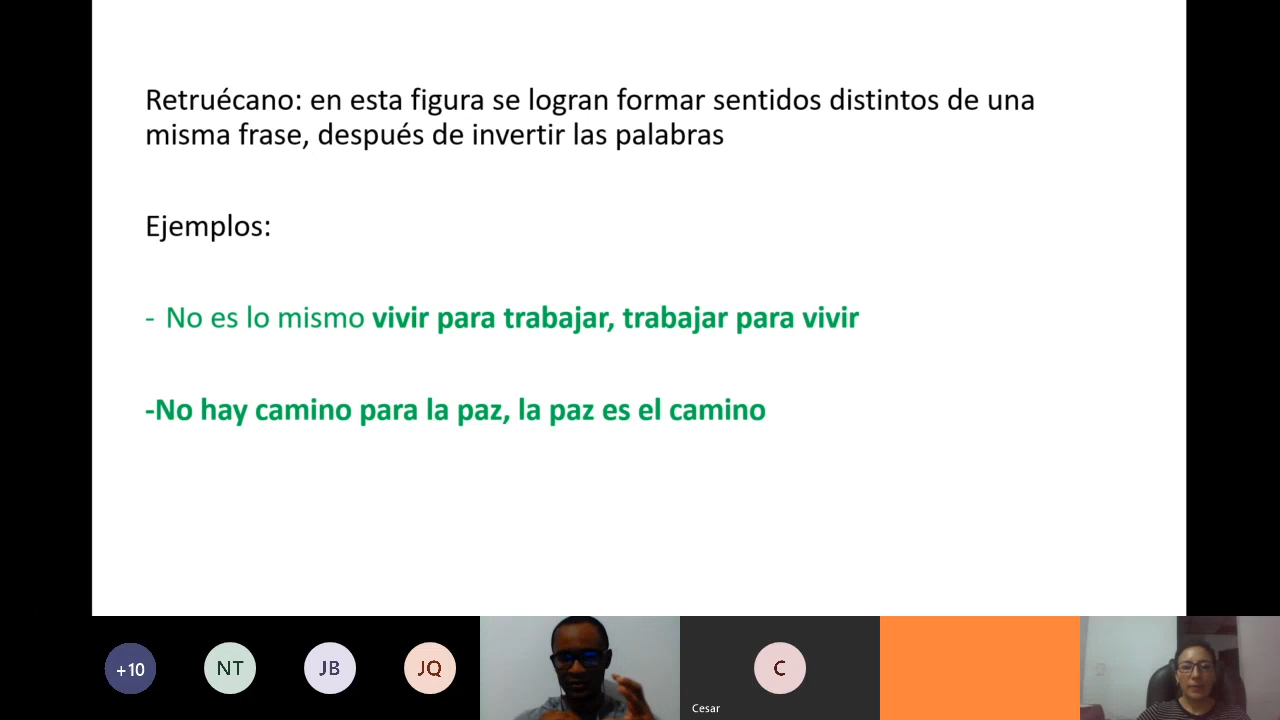 Retruécano: en esta figura se logran formar sentidos distintos de una
misma frase, después de invertir las palabras
Ejemplos:
- No es lo mismo vivir para trabajar, trabajar para vivir
-No hay camino para la paz, la paz es el camino
+10
NT
JB
JQ
C
Cesar